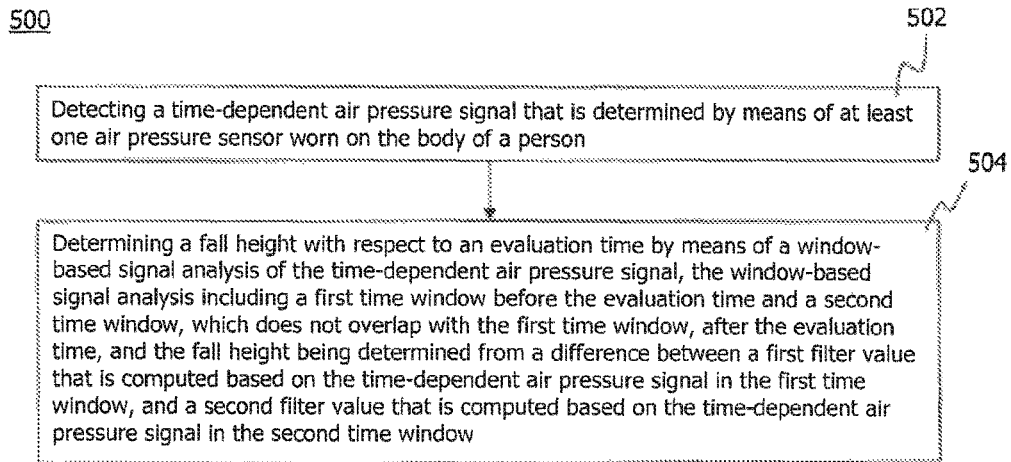 500
502
Detecting a time-dependent air pressure signal that is determined by means of at least
one air pressure sensor worn on the body of a person
504
Determining a fall height with respect to an evaluation time by means of a window-
based signal analysis of the time-dependent air pressure signal, the window-based
signal analysis including a first time window before the evaluation time and a second
time window, which does not overlap with the first time window, after the evaluation
time, and the fall height being determined from a difference between a first filter value
that is computed based on the time-dependent air pressure signal in the first time
window, and a second filter value that is computed based on the time-dependent air
pressure signal in the second time window